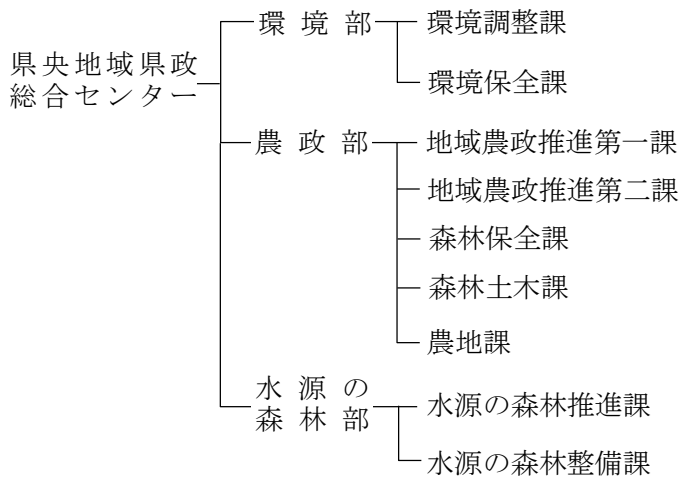 県央地域県政
総合センター
環境部
環境調整課
環境保全課
農政部
地域農政推進第一課
地域農政推進第二課
森林保全課
森林土木課
農地課
水源の
森林部
水源の森林推進課
水源の森林整備課